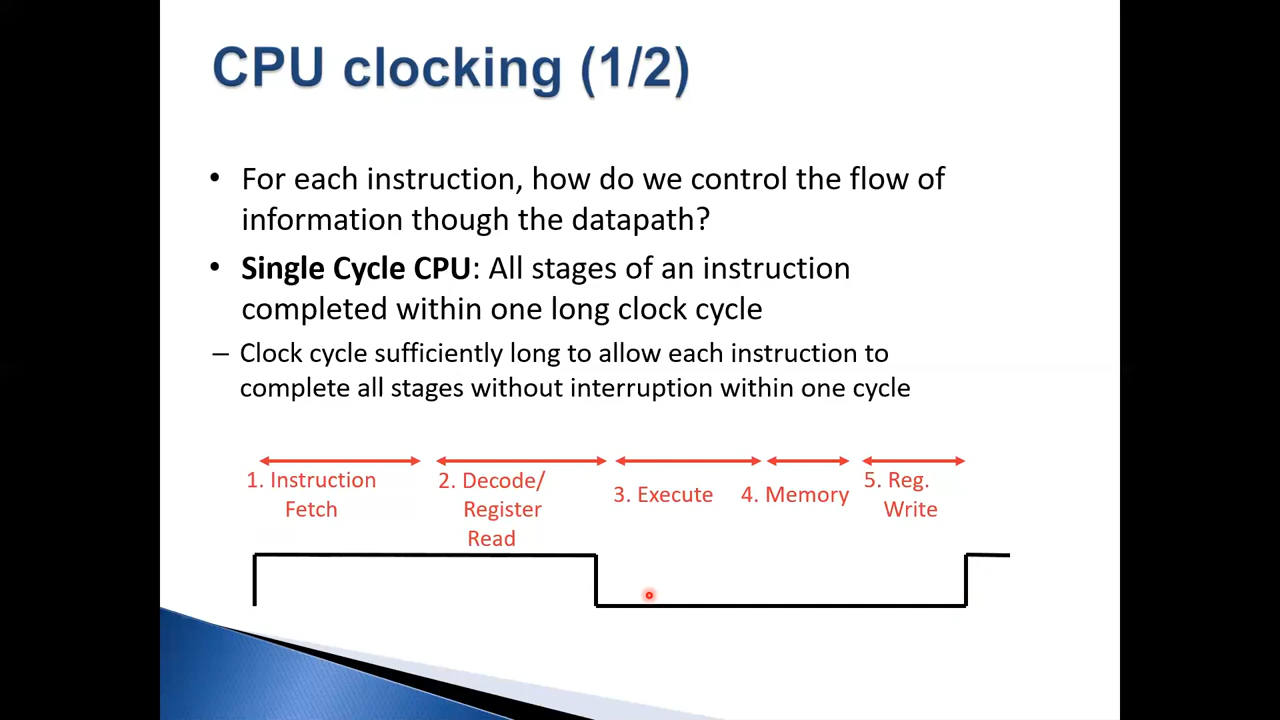 CPU clocking (1/2)
• For each instruction, how do we control the flow of
information though the datapath?
• Single Cycle CPU: All stages of an instruction
completed within one long clock cycle
– Clock cycle sufficiently long to allow each instruction to
complete all stages without interruption within one cycle
1. Instruction
Fetch
2. Decode/
Register
Read
3. Execute
4. Memory
5. Reg.
Write